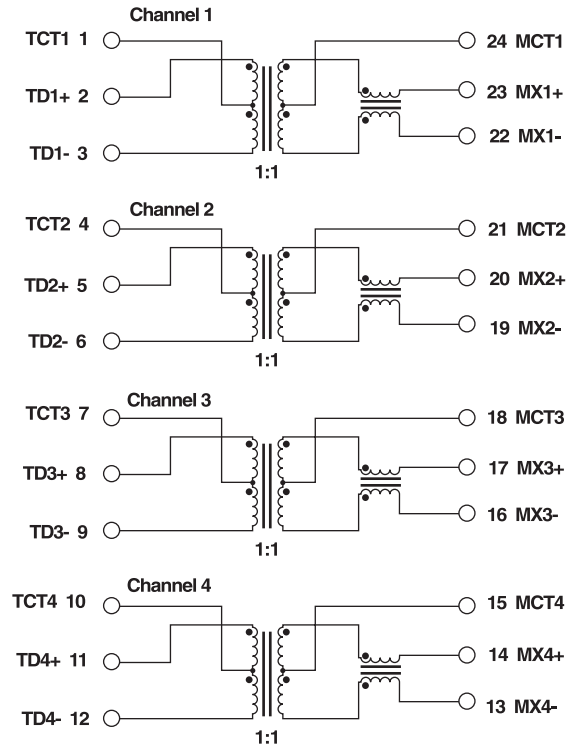 Channel 1
TCT1 1
24 MCT1
TD1+ 2
23 MX1+
22 MX1-
TD1- 3
1:1
Channel 2
TCT2 4
21 MCT2
TD2+ 5
20 MX2+
19 MX2-
TD2- 6
1:1
Channel 3
TCT3 7
18 MCT3
TD3+ 8
17 MX3+
16 MX3-
TD3- 9
1:1
Channel 4
TCT4 10
15 MCT4
TD4+ 11
14 MX4+
13 MX4-
TD4- 12
1:1